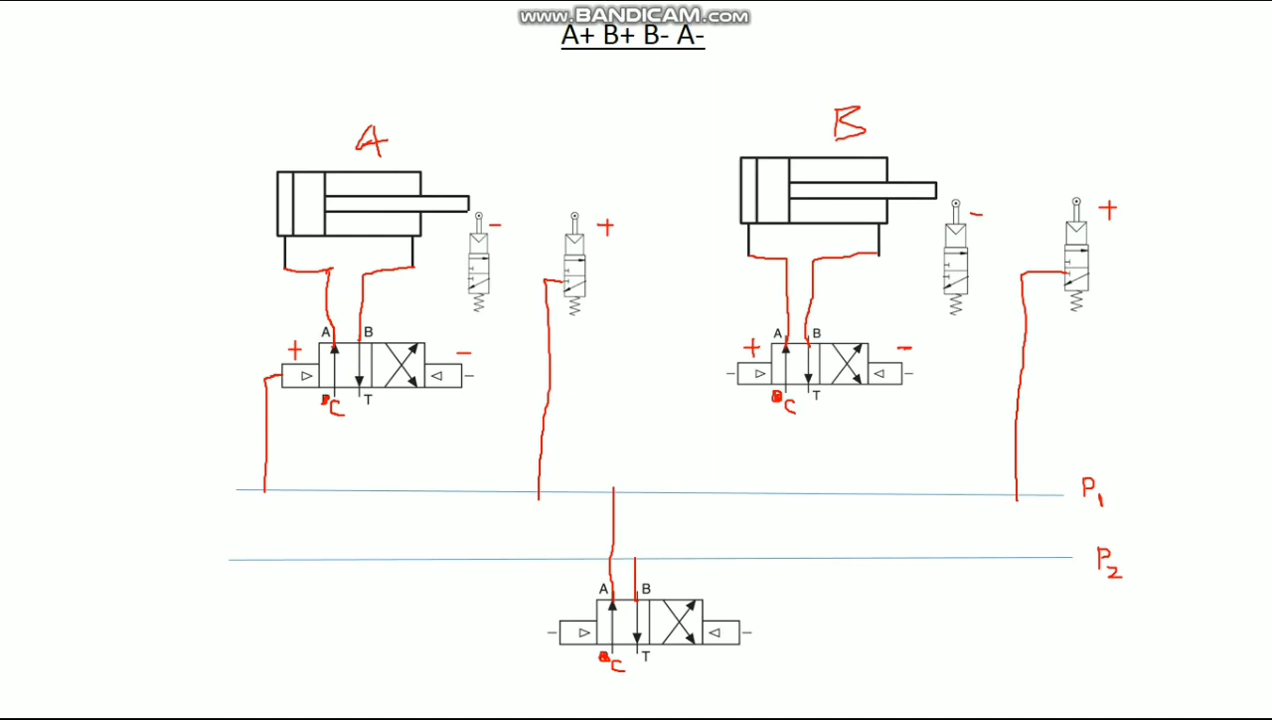 www.BANDICAM.com
A+ B+ B- A-
A
B
- +
- +
A B
+ -
C T
A B
+ -
C T
P1
P2
A B
C T